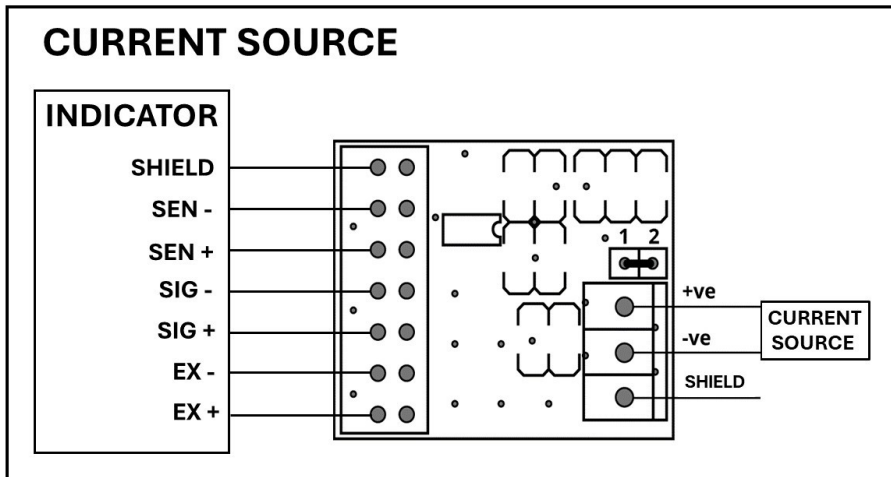 CURRENT SOURCE
INDICATOR
SHIELD
SEN -
SEN +
SIG -
SIG +
EX -
EX +
1 2
+ve
-ve
SHIELD
CURRENT
SOURCE